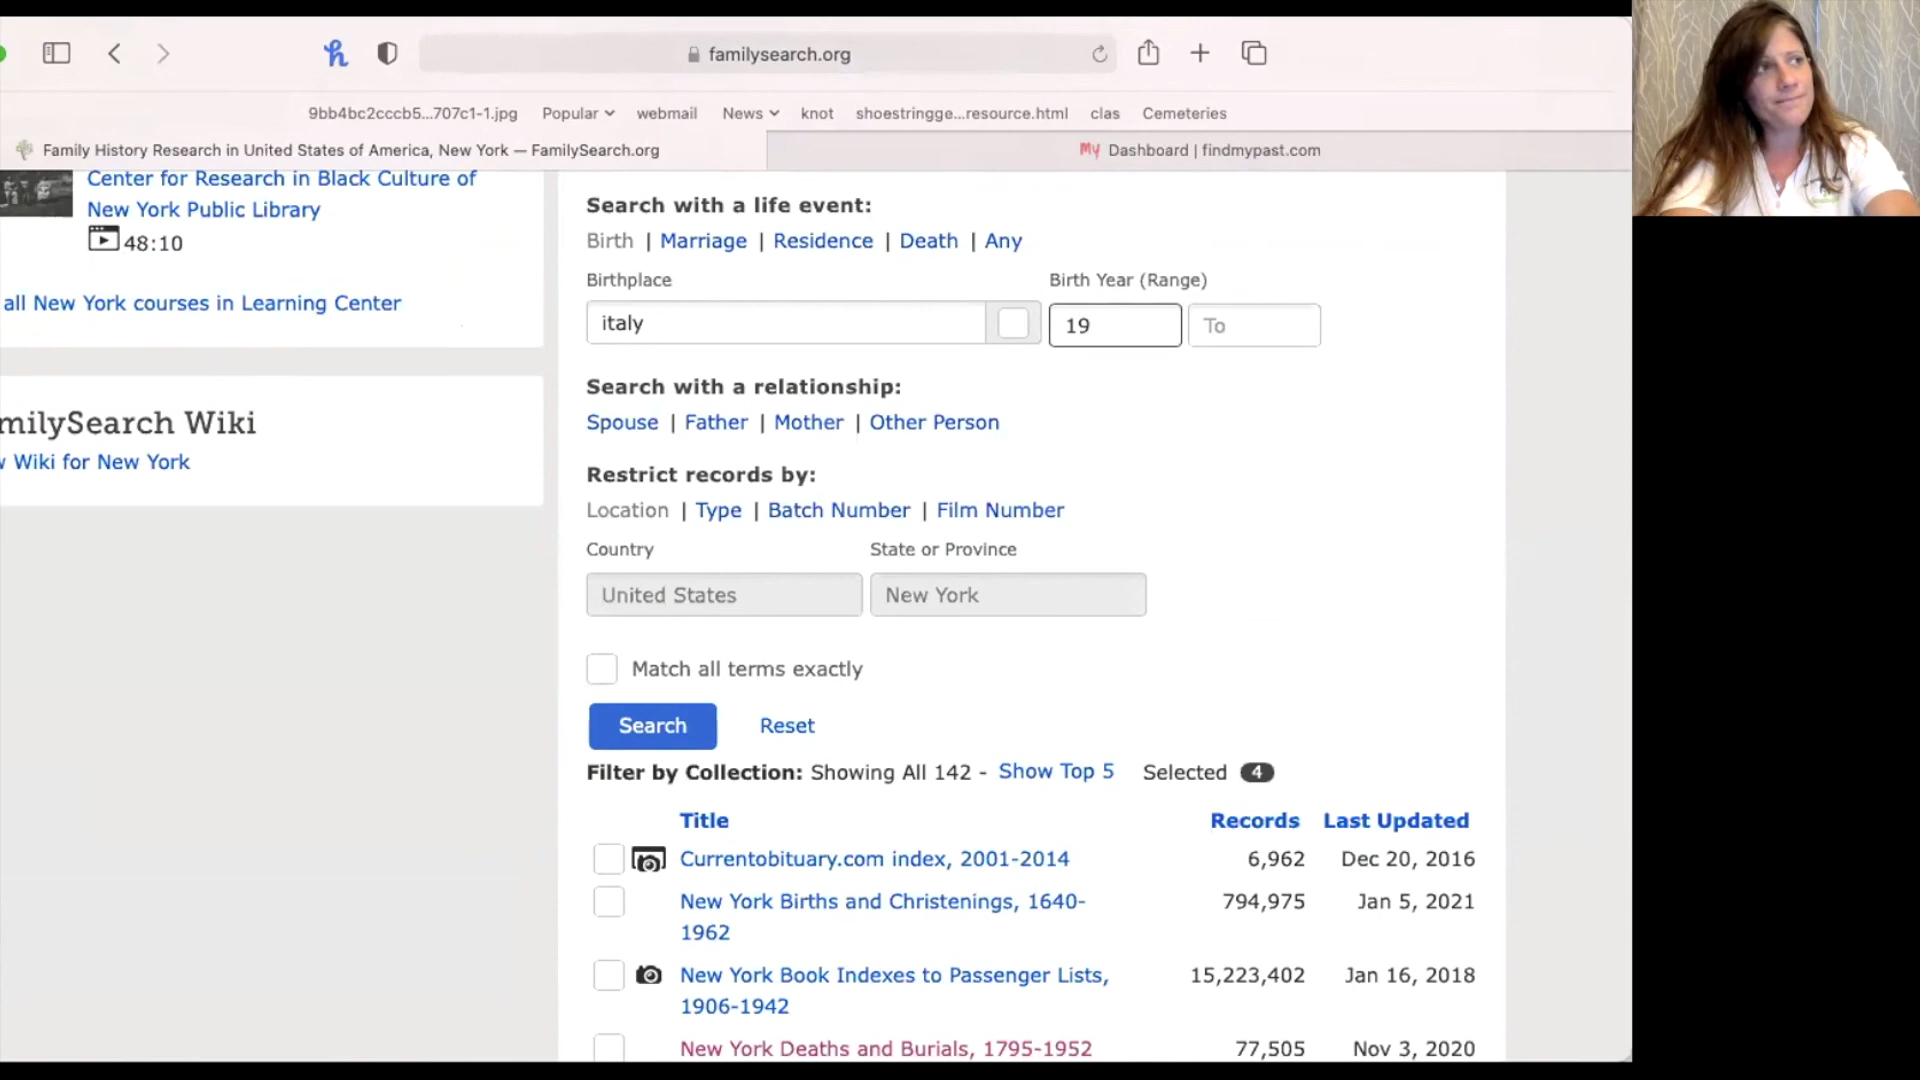 familysearch.org
9bb4bc2cccb5...707c1-1.jpg Popular webmail News knot shoestringge...resource.html clas Cemeteries
Family History Research in United States of America, New York — FamilySearch.org
My Dashboard | findmypast.com
Center for Research in Black Culture of
New York Public Library
48:10
all New York courses in Learning Center
milySearch Wiki
w Wiki for New York
Search with a life event:
Birth | Marriage | Residence | Death | Any
Birthplace Birth Year (Range)
italy 19 To
Search with a relationship:
Spouse | Father | Mother | Other Person
Restrict records by:
Location | Type | Batch Number | Film Number
Country State or Province
United States New York
Match all terms exactly
Search Reset
Filter by Collection: Showing All 142 - Show Top 5 Selected 4
Title Records Last Updated
Currentobituary.com index, 2001-2014 6,962 Dec 20, 2016
New York Births and Christenings, 1640- 794,975 Jan 5, 2021
1962
New York Book Indexes to Passenger Lists, 15,223,402 Jan 16, 2018
1906-1942
New York Deaths and Burials, 1795-1952 77,505 Nov 3, 2020